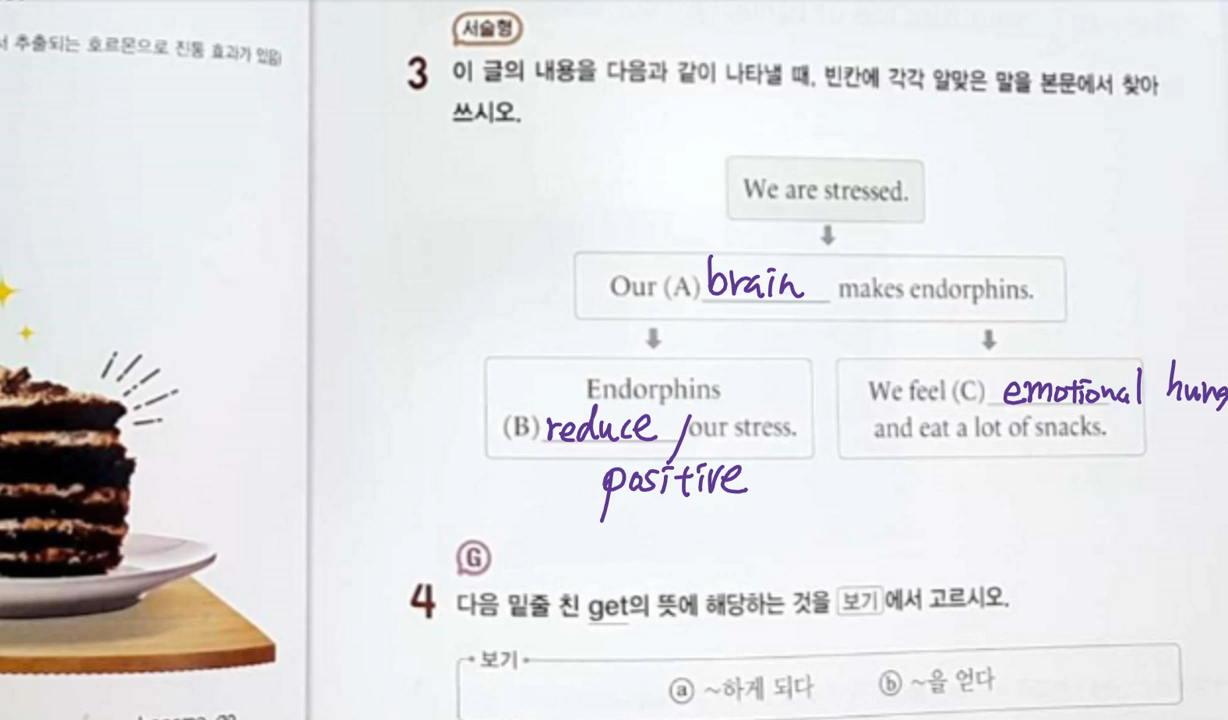 추출되는 호르몬으로 진통 효과가 있음)
서술형
3 이 글의 내용을 다음과 같이 나타낼 때, 빈칸에 각각 알맞은 말을 본문에서 찾아
쓰시오.
We are stressed.
Our (A) brain makes endorphins.
Endorphins
(B) reduce / our stress.
positive
We feel (C) emotional hung
and eat a lot of snacks.
G
4 다음 밑줄 친 get의 뜻에 해당하는 것을 보기 에서 고르시오.
보기
ⓐ ~하게 되다 ⓑ ~을 얻다